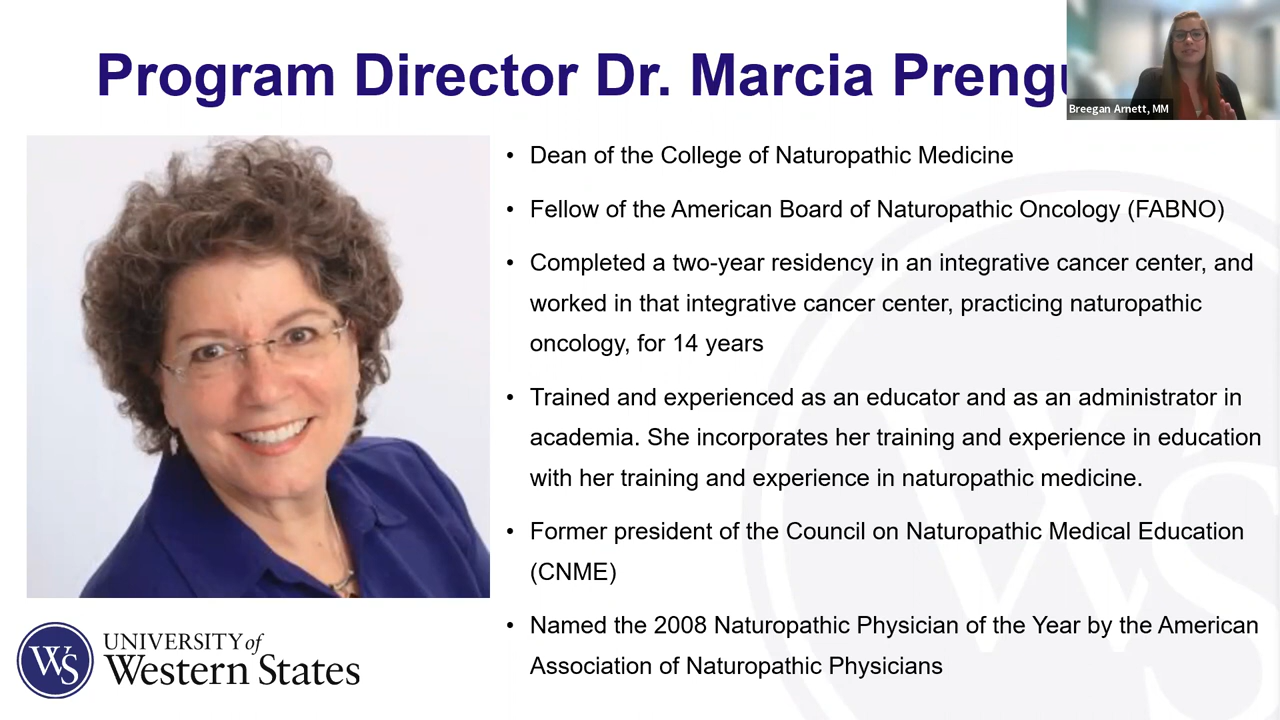 Program Director Dr. Marcia
Breegan Arnett, MM
• Dean of the College of Naturopathic Medicine
• Fellow of the American Board of Naturopathic Oncology (FABNO)
• Completed a two-year residency in an integrative cancer center, and
worked in that integrative cancer center, practicing naturopathic
oncology, for 14 years
• Trained and experienced as an educator and as an administrator in
academia. She incorporates her training and experience in education
with her training and experience in naturopathic medicine.
• Former president of the Council on Naturopathic Medical Education
(CNME)
• Named the 2008 Naturopathic Physician of the Year by the American
Association of Naturopathic Physicians
WS
UNIVERSITY of
Western States